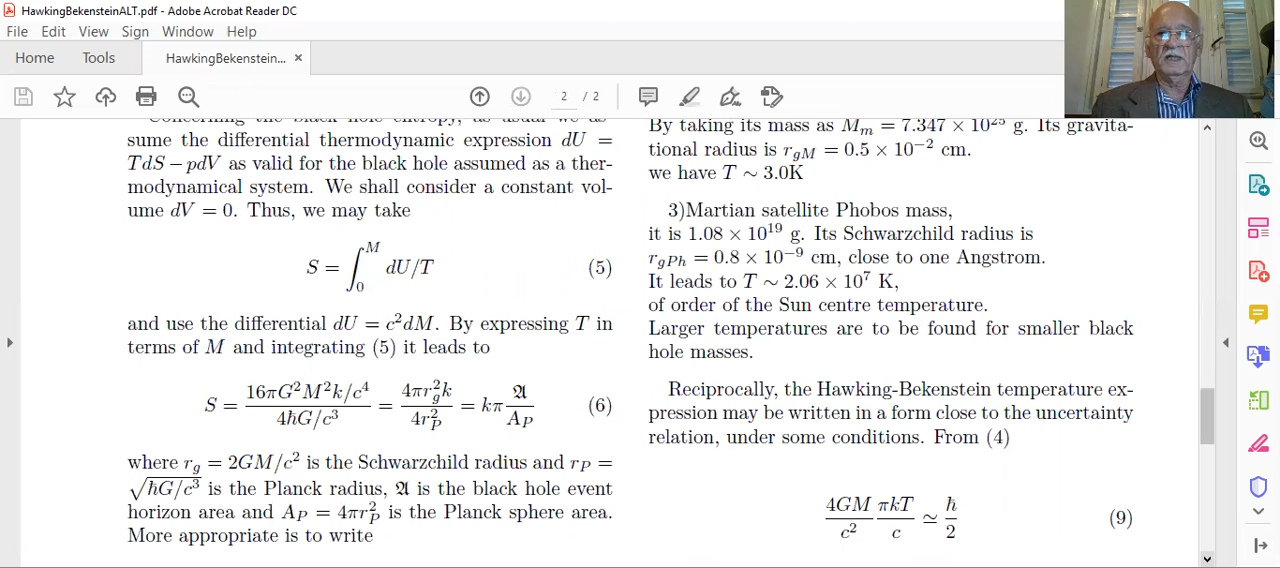 HawkingBekensteinALT.pdf - Adobe Acrobat Reader DC
File Edit View Sign Window Help
Home Tools HawkingBekenstein... ×
2 / 2
Concerning the black hole entropy, as usual we as-
sume the differential thermodynamic expression dU =
TdS − pdV as valid for the black hole assumed as a ther-
modynamical system. We shall consider a constant vol-
ume dV = 0. Thus, we may take
S = ∫₀ᴹ dU/T (5)
and use the differential dU = c²dM. By expressing T in
terms of M and integrating (5) it leads to
S = (16πG²M²k/c⁴)/(4ħG/c³) = (4πr_g²k)/(4r_P²) = kπ 𝔄/A_P (6)
where r_g = 2GM/c² is the Schwarzchild radius and r_P =
√(ħG/c³) is the Planck radius, 𝔄 is the black hole event
horizon area and A_P = 4πr_P² is the Planck sphere area.
More appropriate is to write
By taking its mass as M_m = 7.347 × 10²⁵ g. Its gravita-
tional radius is r_gM = 0.5 × 10⁻² cm.
we have T ∼ 3.0K
3)Martian satellite Phobos mass,
it is 1.08 × 10¹⁹ g. Its Schwarzchild radius is
r_gPh = 0.8 × 10⁻⁹ cm, close to one Angstrom.
It leads to T ∼ 2.06 × 10⁷ K,
of order of the Sun centre temperature.
Larger temperatures are to be found for smaller black
hole masses.
Reciprocally, the Hawking-Bekenstein temperature ex-
pression may be written in a form close to the uncertainty
relation, under some conditions. From (4)
(4GM/c²)(πkT/c) ≃ ħ/2 (9)